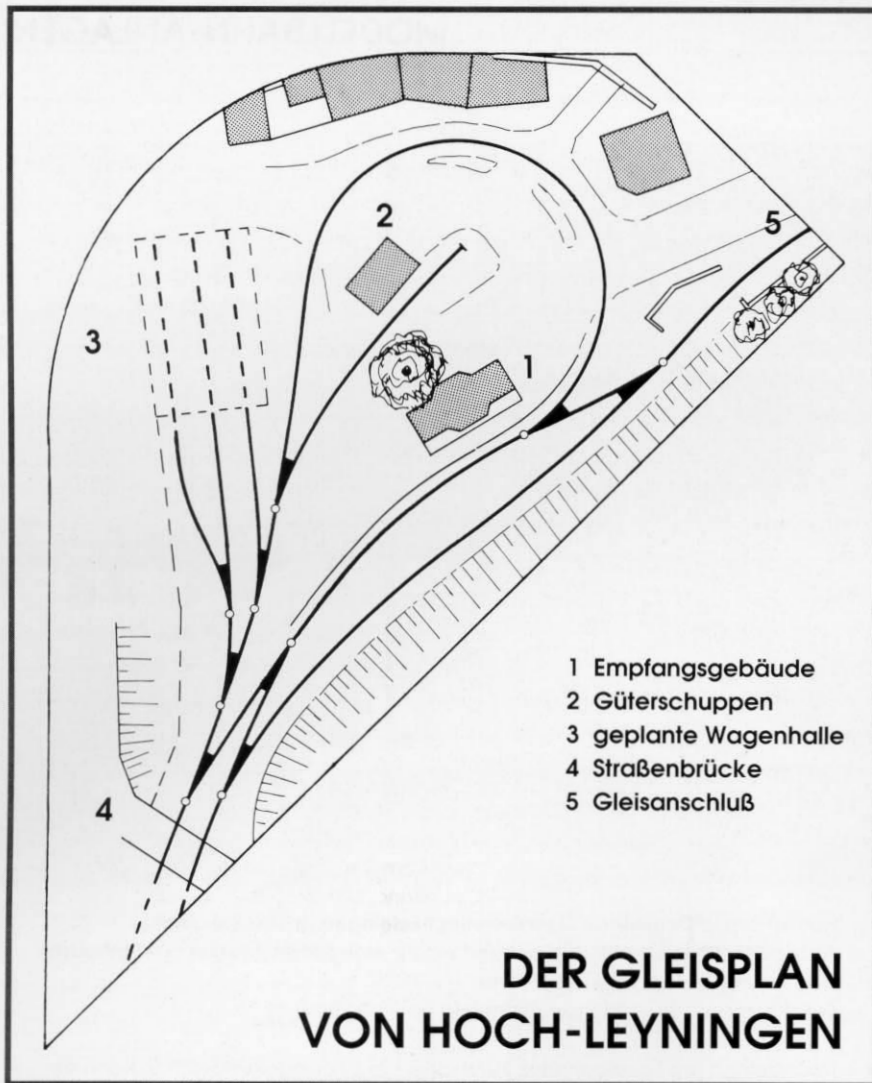 2
5
3
1
1 Empfangsgebäude
2 Güterschuppen
3 geplante Wagenhalle
4 Straßenbrücke
5 Gleisanschluß
4
DER GLEISPLAN
VON HOCH-LEYNINGEN